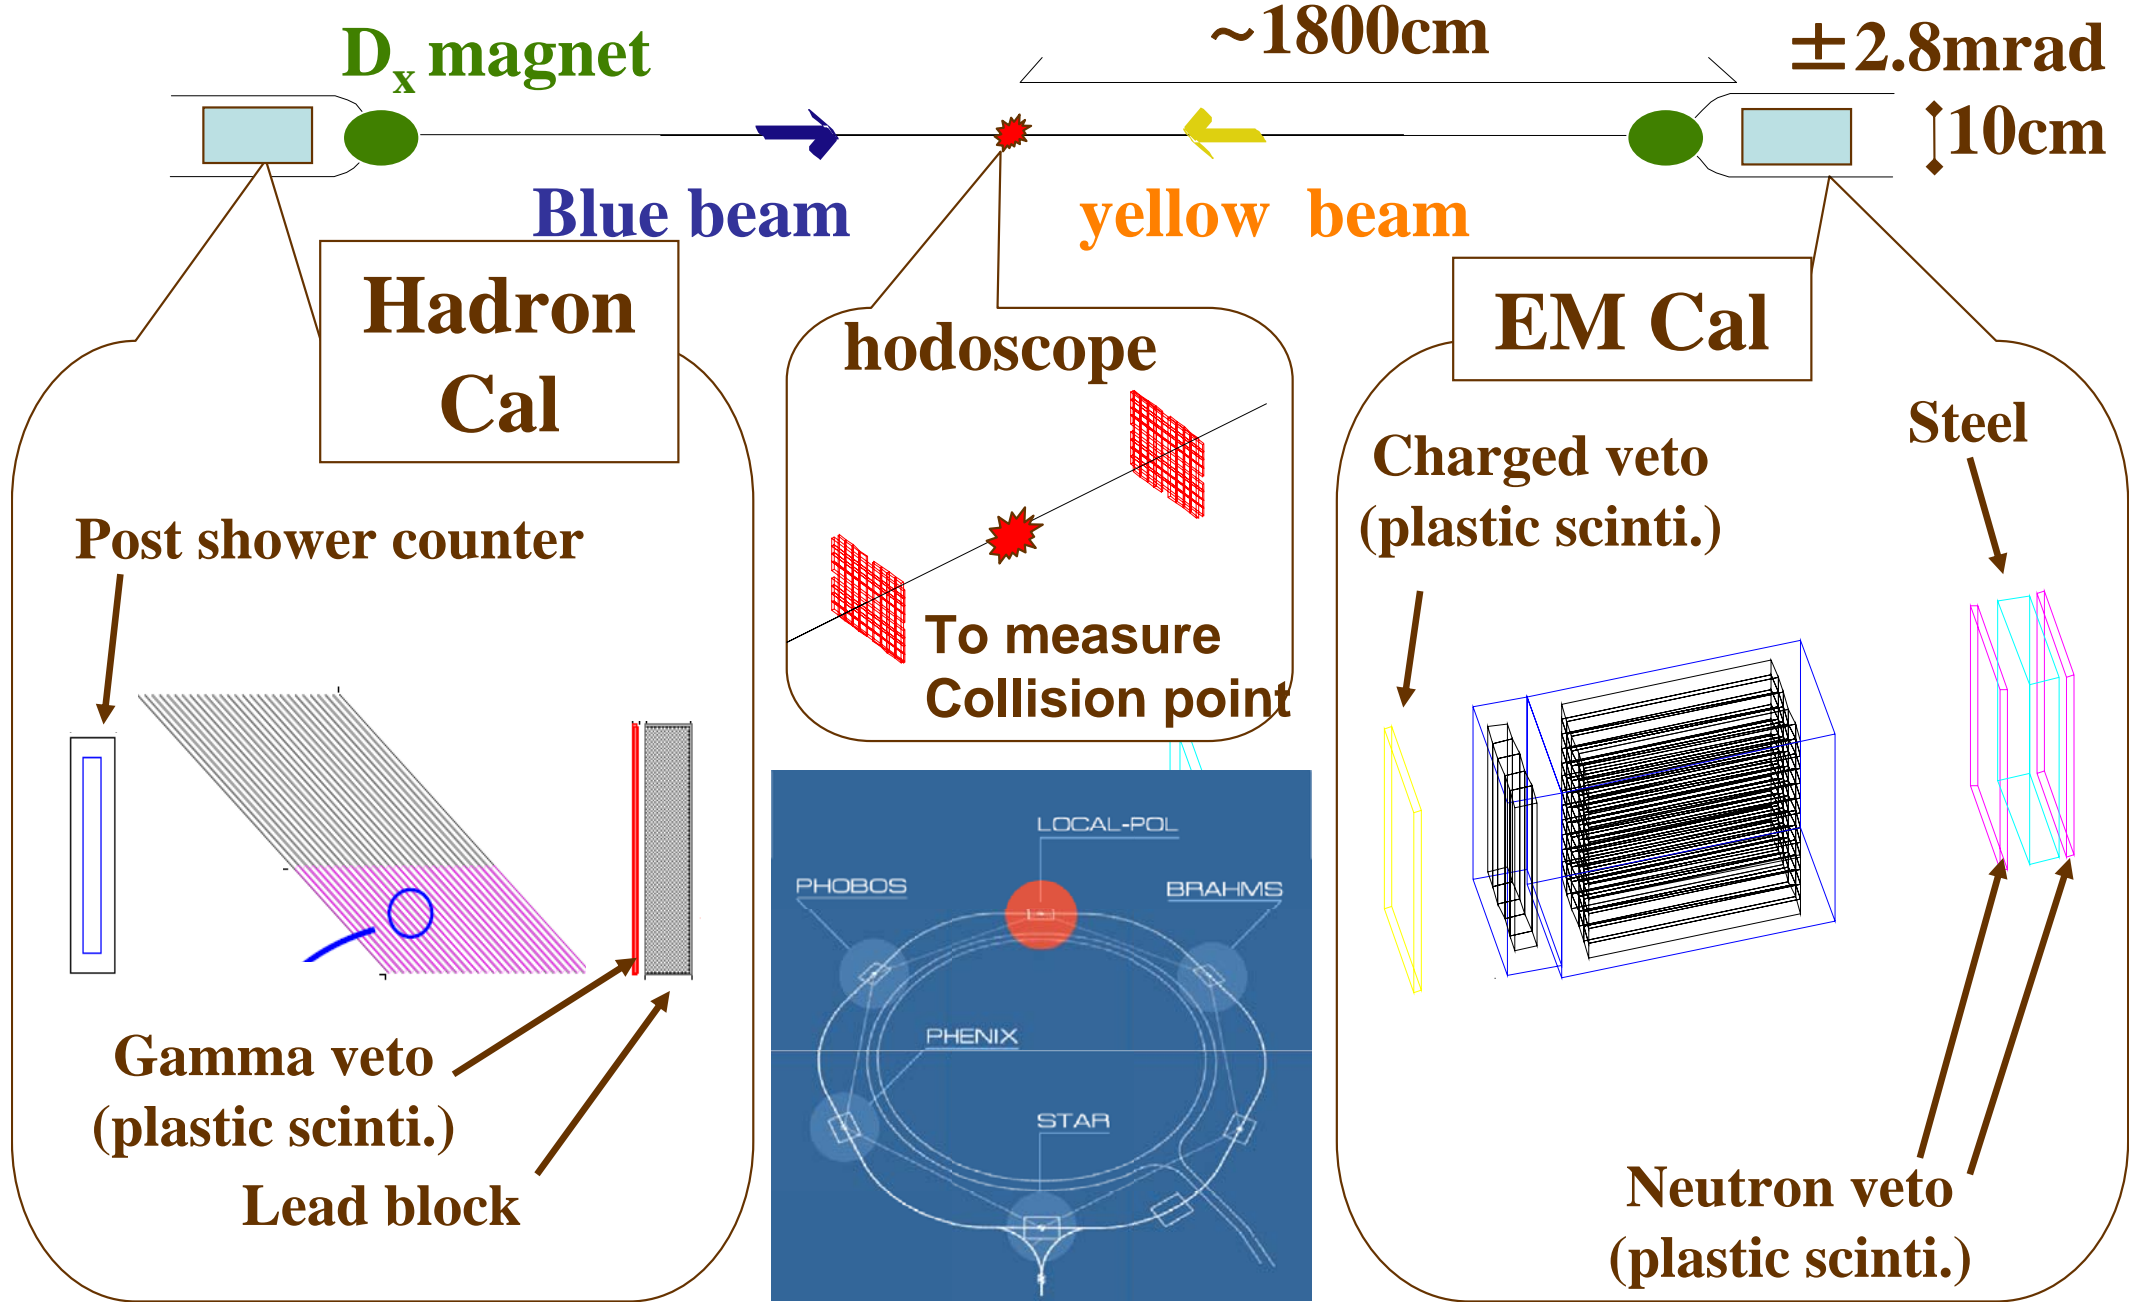 ~1800cm
±2.8mrad
Dx magnet
10cm
Blue beam
yellow beam
Hadron
Cal
hodoscope
EM Cal
Steel
Charged veto
(plastic scinti.)
Post shower counter
To measure
Collision point
LOCAL-POL
PHOBOS
BRAHMS
PHENIX
STAR
Gamma veto
(plastic scinti.)
Lead block
Neutron veto
(plastic scinti.)